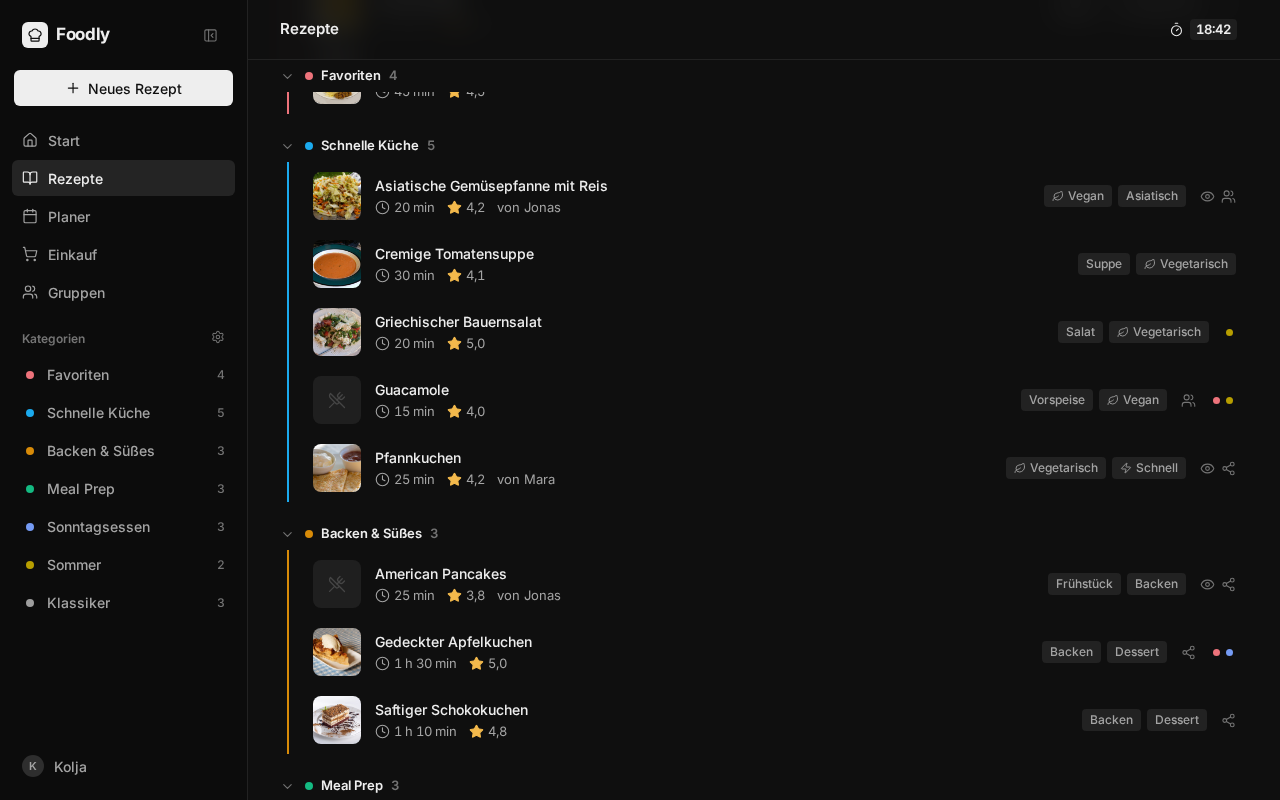 Foodly
Neues Rezept
Start
Rezepte
Planer
Einkauf
Gruppen
Kategorien
Favoriten 4
Schnelle Küche 5
Backen & Süßes 3
Meal Prep 3
Sonntagsessen 3
Sommer 2
Klassiker 3
K Kolja
Rezepte 18:42
Favoriten 4
45 min 4,5
Schnelle Küche 5
Asiatische Gemüsepfanne mit Reis
20 min 4,2 von Jonas
Vegan Asiatisch
Cremige Tomatensuppe
30 min 4,1
Suppe Vegetarisch
Griechischer Bauernsalat
20 min 5,0
Salat Vegetarisch
Guacamole
15 min 4,0
Vorspeise Vegan
Pfannkuchen
25 min 4,2 von Mara
Vegetarisch Schnell
Backen & Süßes 3
American Pancakes
25 min 3,8 von Jonas
Frühstück Backen
Gedeckter Apfelkuchen
1 h 30 min 5,0
Backen Dessert
Saftiger Schokokuchen
1 h 10 min 4,8
Backen Dessert
Meal Prep 3